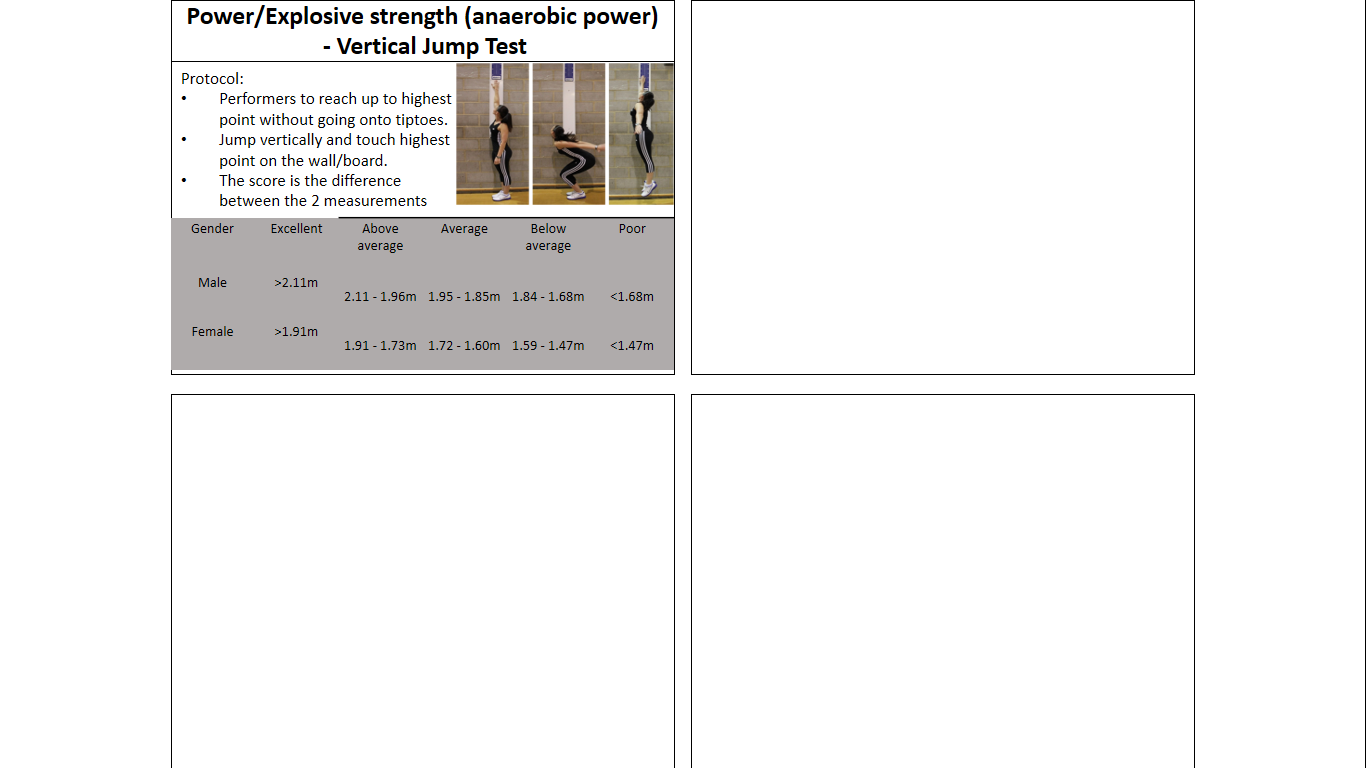 Power/Explosive strength (anaerobic power)
- Vertical Jump Test
Protocol:
• Performers to reach up to highest
point without going onto tiptoes.
• Jump vertically and touch highest
point on the wall/board.
• The score is the difference
between the 2 measurements
Gender Excellent Above average Average Below average Poor
Male >2.11m 2.11 - 1.96m 1.95 - 1.85m 1.84 - 1.68m <1.68m
Female >1.91m 1.91 - 1.73m 1.72 - 1.60m 1.59 - 1.47m <1.47m